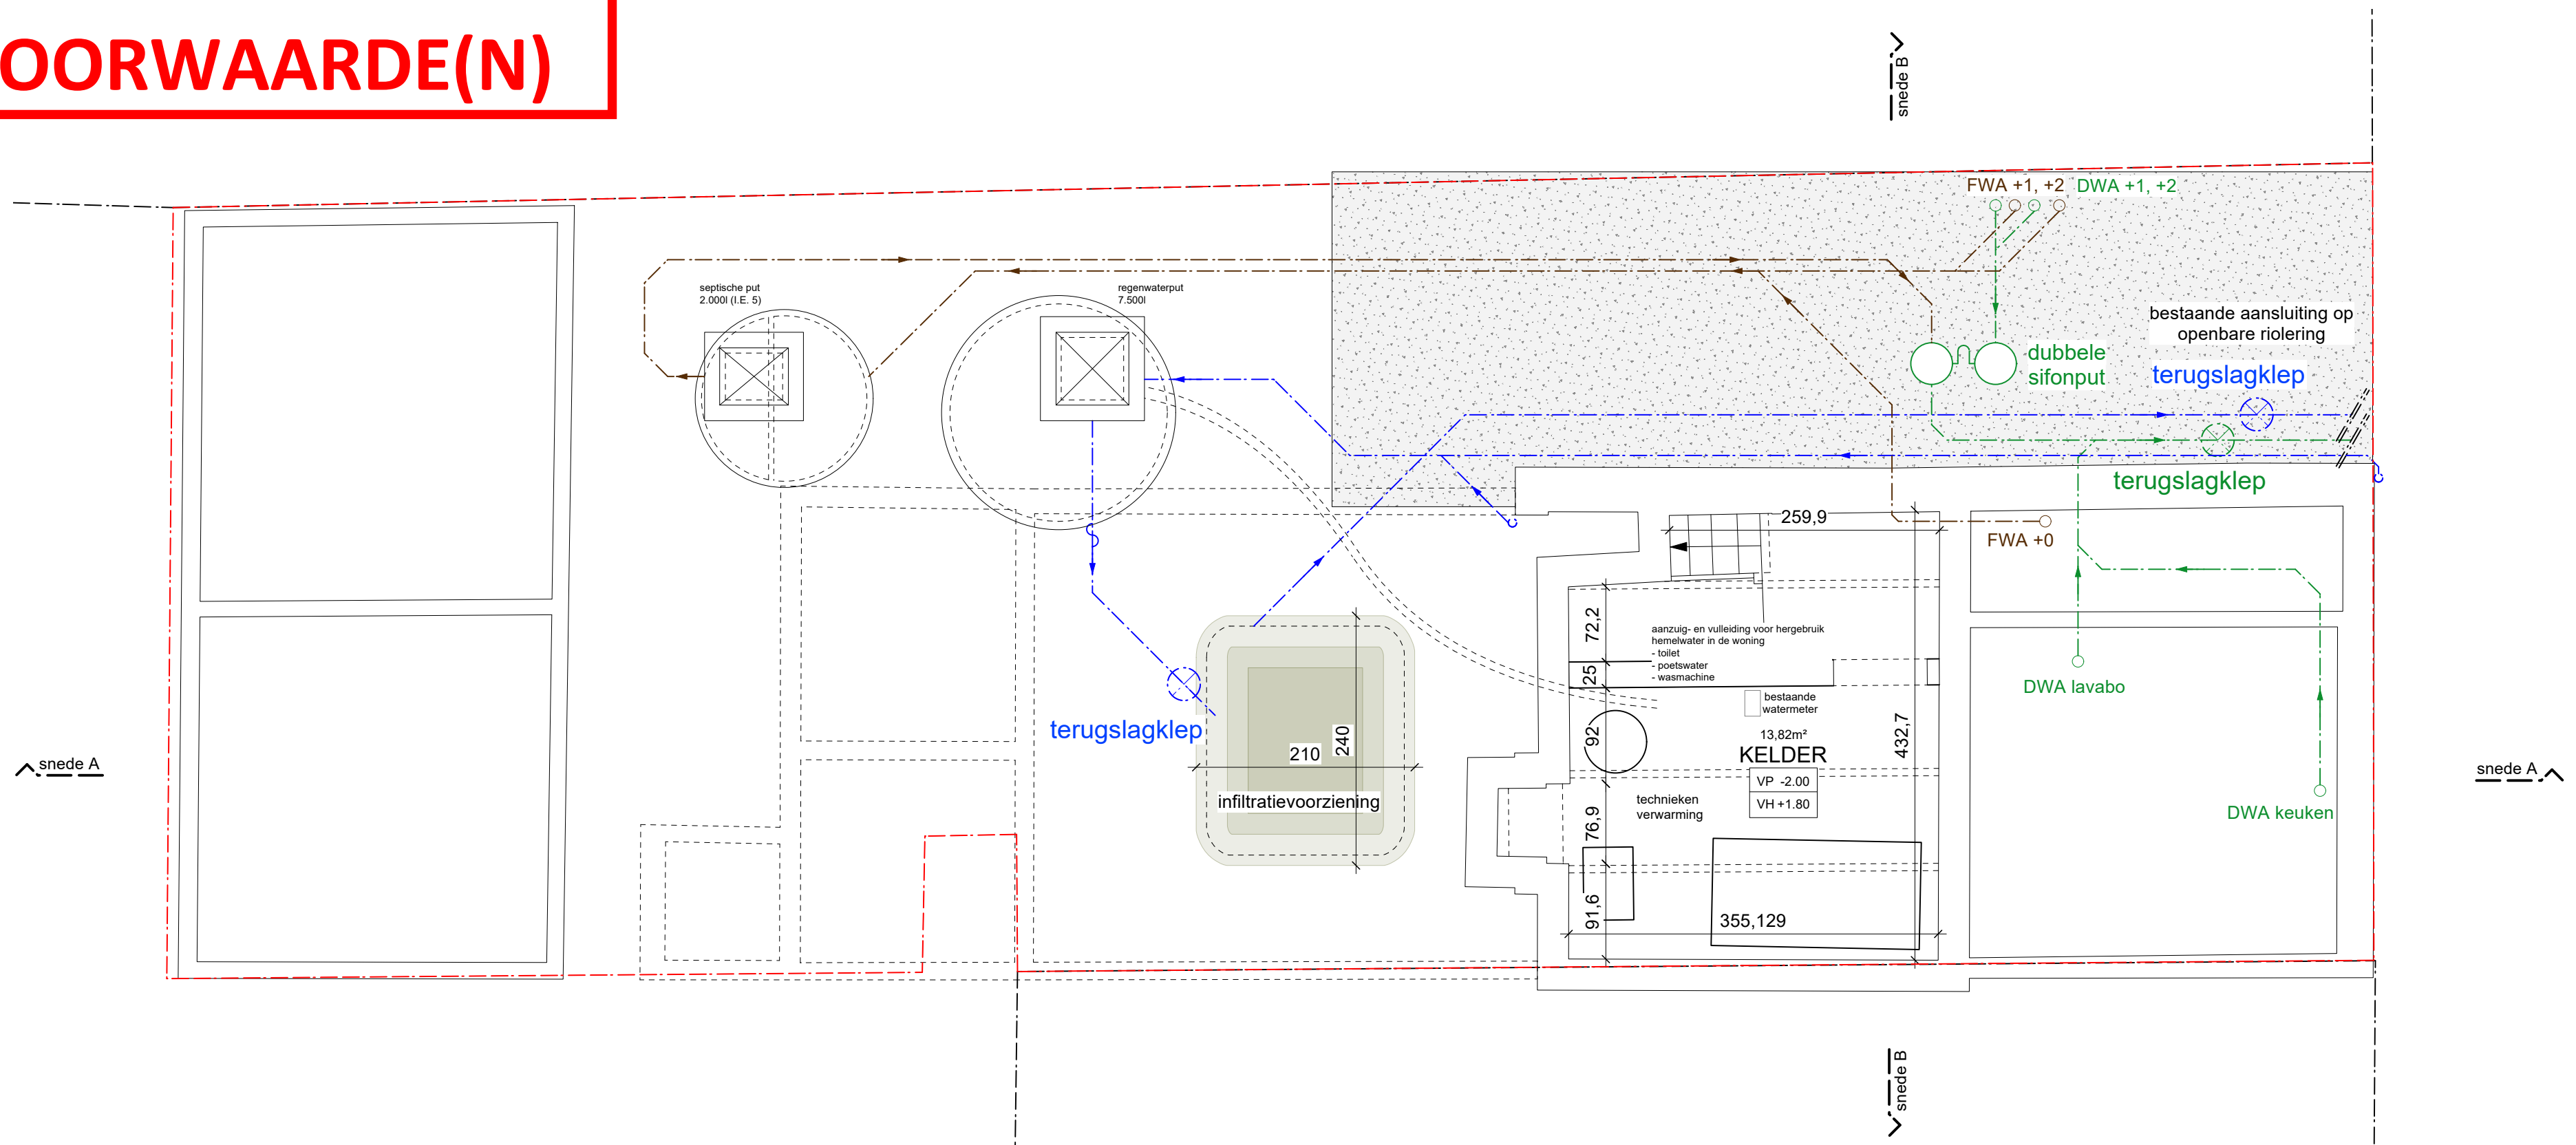 OORWAARDE(N)
snede B
FWA +1, +2
DWA +1, +2
septische put
2.000l (I.E. 5)
regenwaterput
7.500l
bestaande aansluiting op
openbare riolering
dubbele
sifonput
terugslagklep
terugslagklep
259,9
FWA +0
72,2
aanzuig- en vulleiding voor hergebruik
hemelwater in de woning
- toilet
- poetswater
- wasmachine
25
DWA lavabo
bestaande
watermeter
terugslagklep
92
432,7
13,82m²
KELDER
240
210
snede A
snede A
VP -2.00
VH +1.80
infiltratievoorziening
technieken
verwarming
76,9
DWA keuken
91,6
355,129
snede B